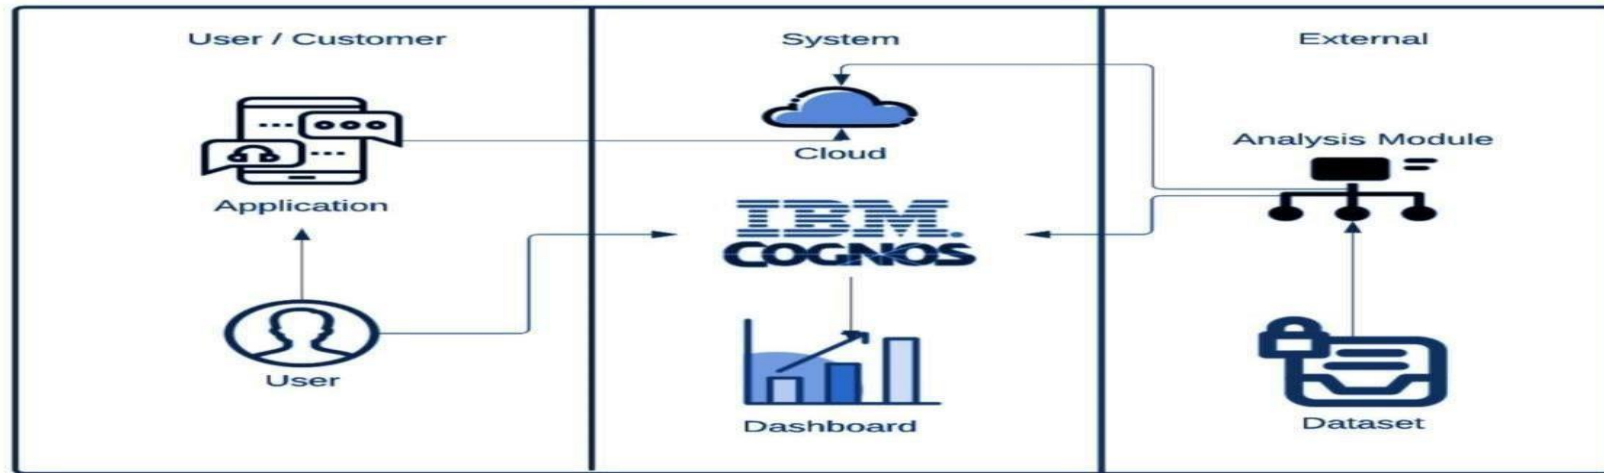 User / Customer
System
External
Cloud
Analysis Module
Application
IBM.
COGNOS
User
Dashboard
Dataset